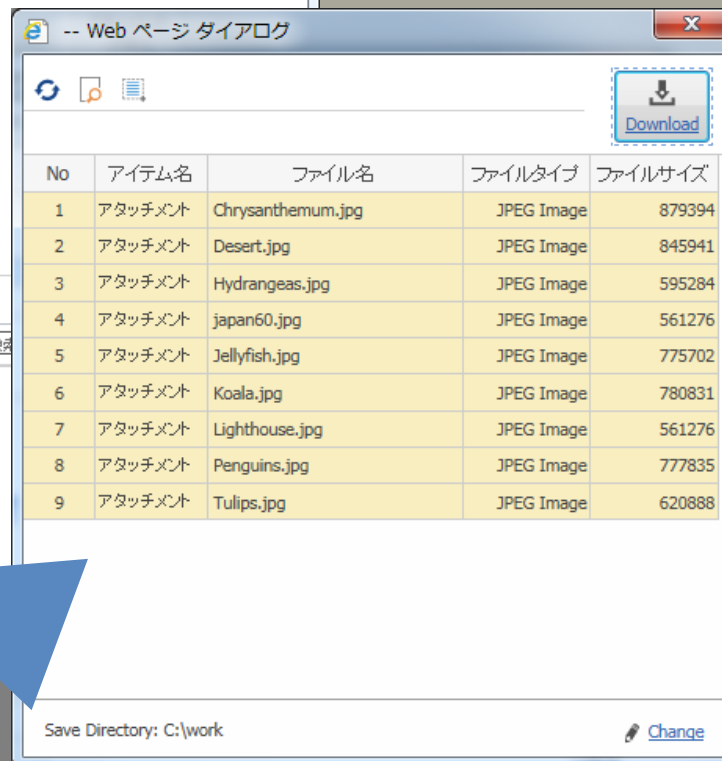 -- Web ページ ダイアログ
Download
No アイテム名 ファイル名 ファイルタイプ ファイルサイズ
1 アタッチメント Chrysanthemum.jpg JPEG Image 879394
2 アタッチメント Desert.jpg JPEG Image 845941
3 アタッチメント Hydrangeas.jpg JPEG Image 595284
4 アタッチメント japan60.jpg JPEG Image 561276
5 アタッチメント Jellyfish.jpg JPEG Image 775702
6 アタッチメント Koala.jpg JPEG Image 780831
7 アタッチメント Lighthouse.jpg JPEG Image 561276
8 アタッチメント Penguins.jpg JPEG Image 777835
9 アタッチメント Tulips.jpg JPEG Image 620888
Save Directory: C:\work Change